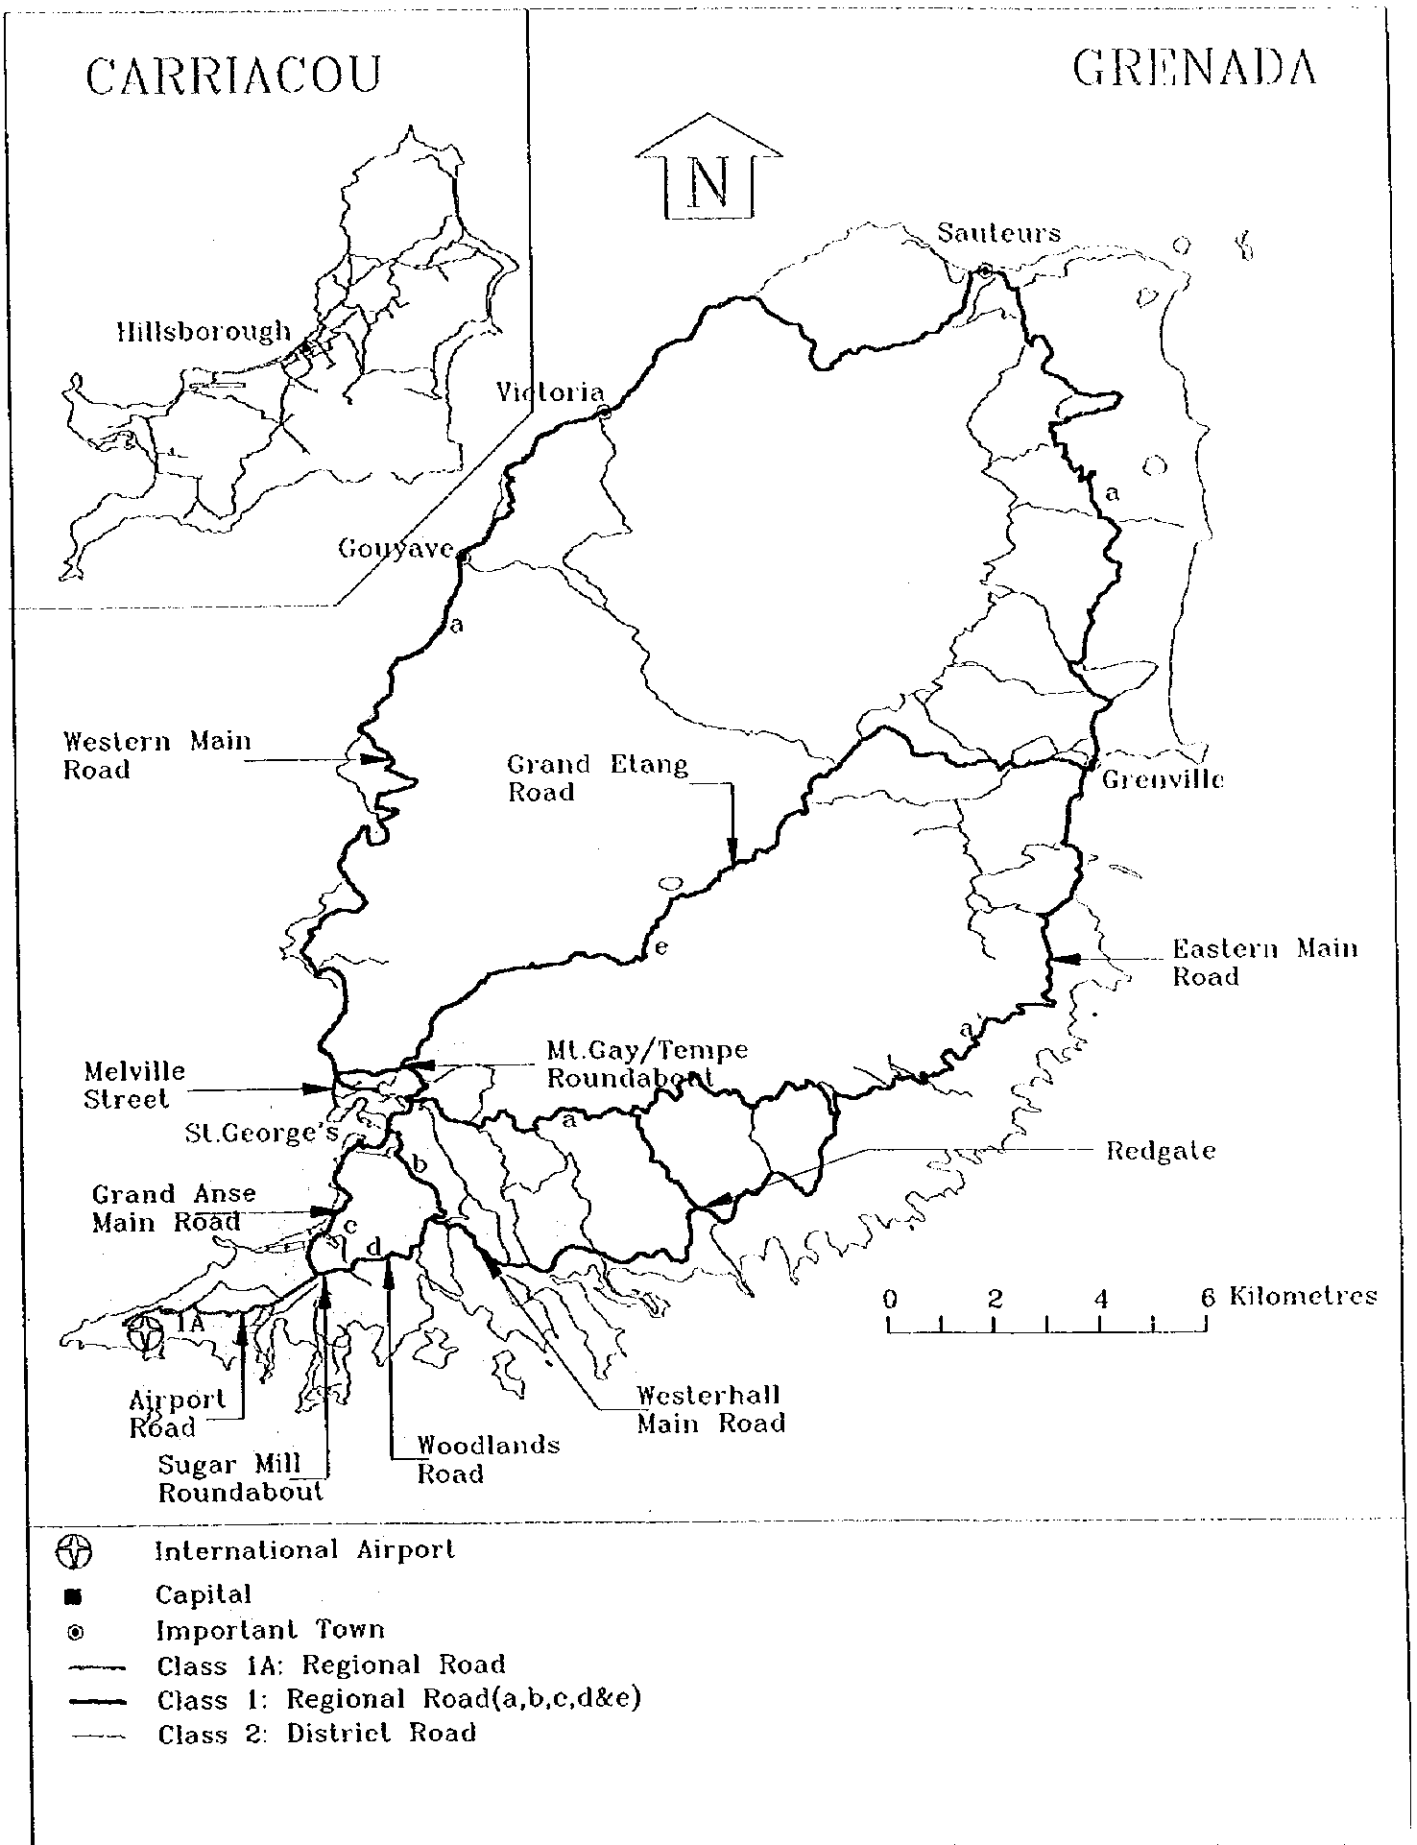 CARRIACOU
GRENADA
N
Sauteurs
Hillsborough
Victoria
a
Gouyave
a
Western Main
Road
Grand Etang
Road
Grenville
e
Eastern Main
Road
a
Melville
Street
Mt.Gay/Tempe
Roundabout
a
St.George's
b
Redgate
Grand Anse
Main Road
c
d
0 2 4 6 Kilometres
1A
Airport
Road
Westerhall
Main Road
Sugar Mill
Roundabout
Woodlands
Road
International Airport
Capital
Important Town
Class 1A: Regional Road
Class 1: Regional Road(a,b,c,d&e)
Class 2: District Road